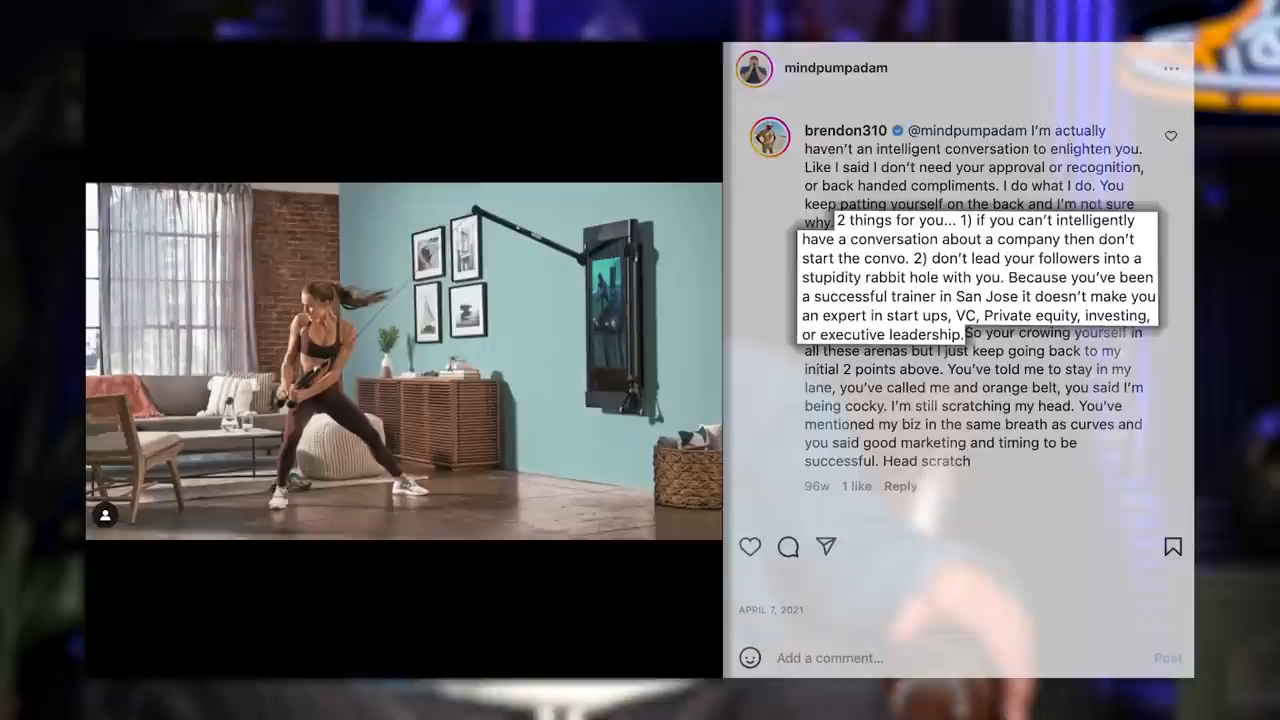 mindpumpadam
brendon310 @mindpumpadam I'm actually
haven't an intelligent conversation to enlighten you.
Like I said I don't need your approval or recognition,
or back handed compliments. I do what I do. You
keep patting yourself on the back and I'm not sure
why. 2 things for you... 1) if you can't intelligently
have a conversation about a company then don't
start the convo. 2) don't lead your followers into a
stupidity rabbit hole with you. Because you've been
a successful trainer in San Jose it doesn't make you
an expert in start ups, VC, Private equity, investing,
or executive leadership. So your crowing yourself in
all these arenas but I just keep going back to my
initial 2 points above. You've told me to stay in my
lane, you've called me and orange belt, you said I'm
being cocky. I'm still scratching my head. You've
mentioned my biz in the same breath as curves and
you said good marketing and timing to be
successful. Head scratch
96w 1 like Reply
APRIL 7, 2021
Add a comment...
Post